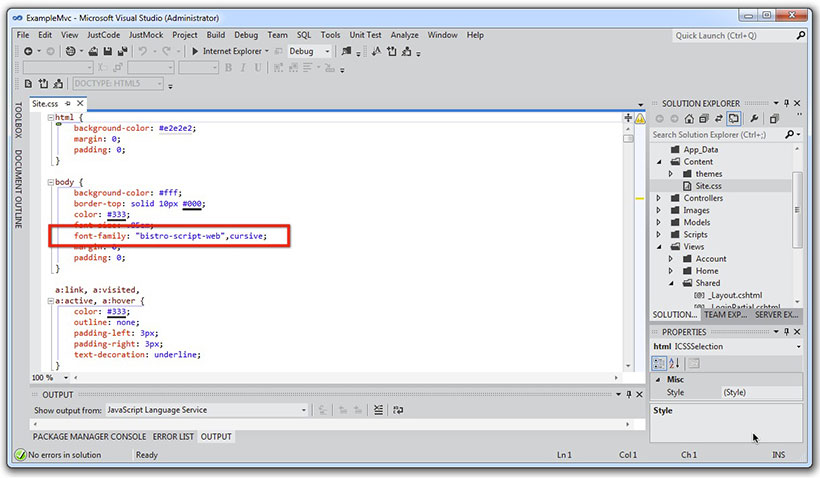 ExampleMvc - Microsoft Visual Studio (Administrator)
File Edit View JustCode JustMock Project Build Debug Team SQL Tools Unit Test Analyze Window Help
Quick Launch (Ctrl+Q)
Internet Explorer Debug
DOCTYPE: HTML5
TOOLBOX
DOCUMENT OUTLINE
Site.css
html {
background-color: #e2e2e2;
margin: 0;
padding: 0;
}
body {
background-color: #fff;
border-top: solid 10px #000;
color: #333;
font-size: .85em;
font-family: "bistro-script-web",cursive;
margin: 0;
padding: 0;
}
a:link, a:visited,
a:active, a:hover {
color: #333;
outline: none;
padding-left: 3px;
padding-right: 3px;
text-decoration: underline;
}
100 %
OUTPUT
Show output from: JavaScript Language Service
PACKAGE MANAGER CONSOLE ERROR LIST OUTPUT
SOLUTION EXPLORER
Search Solution Explorer (Ctrl+;)
App_Data
Content
themes
Site.css
Controllers
Images
Models
Scripts
Views
Account
Home
Shared
_Layout.cshtml
_LoginPartial.cshtml
SOLUTION... TEAM EXP... SERVER EX...
PROPERTIES
html ICSSSelection
Misc
Style (Style)
Style
No errors in solution Ready Ln 1 Col 1 Ch 1 INS